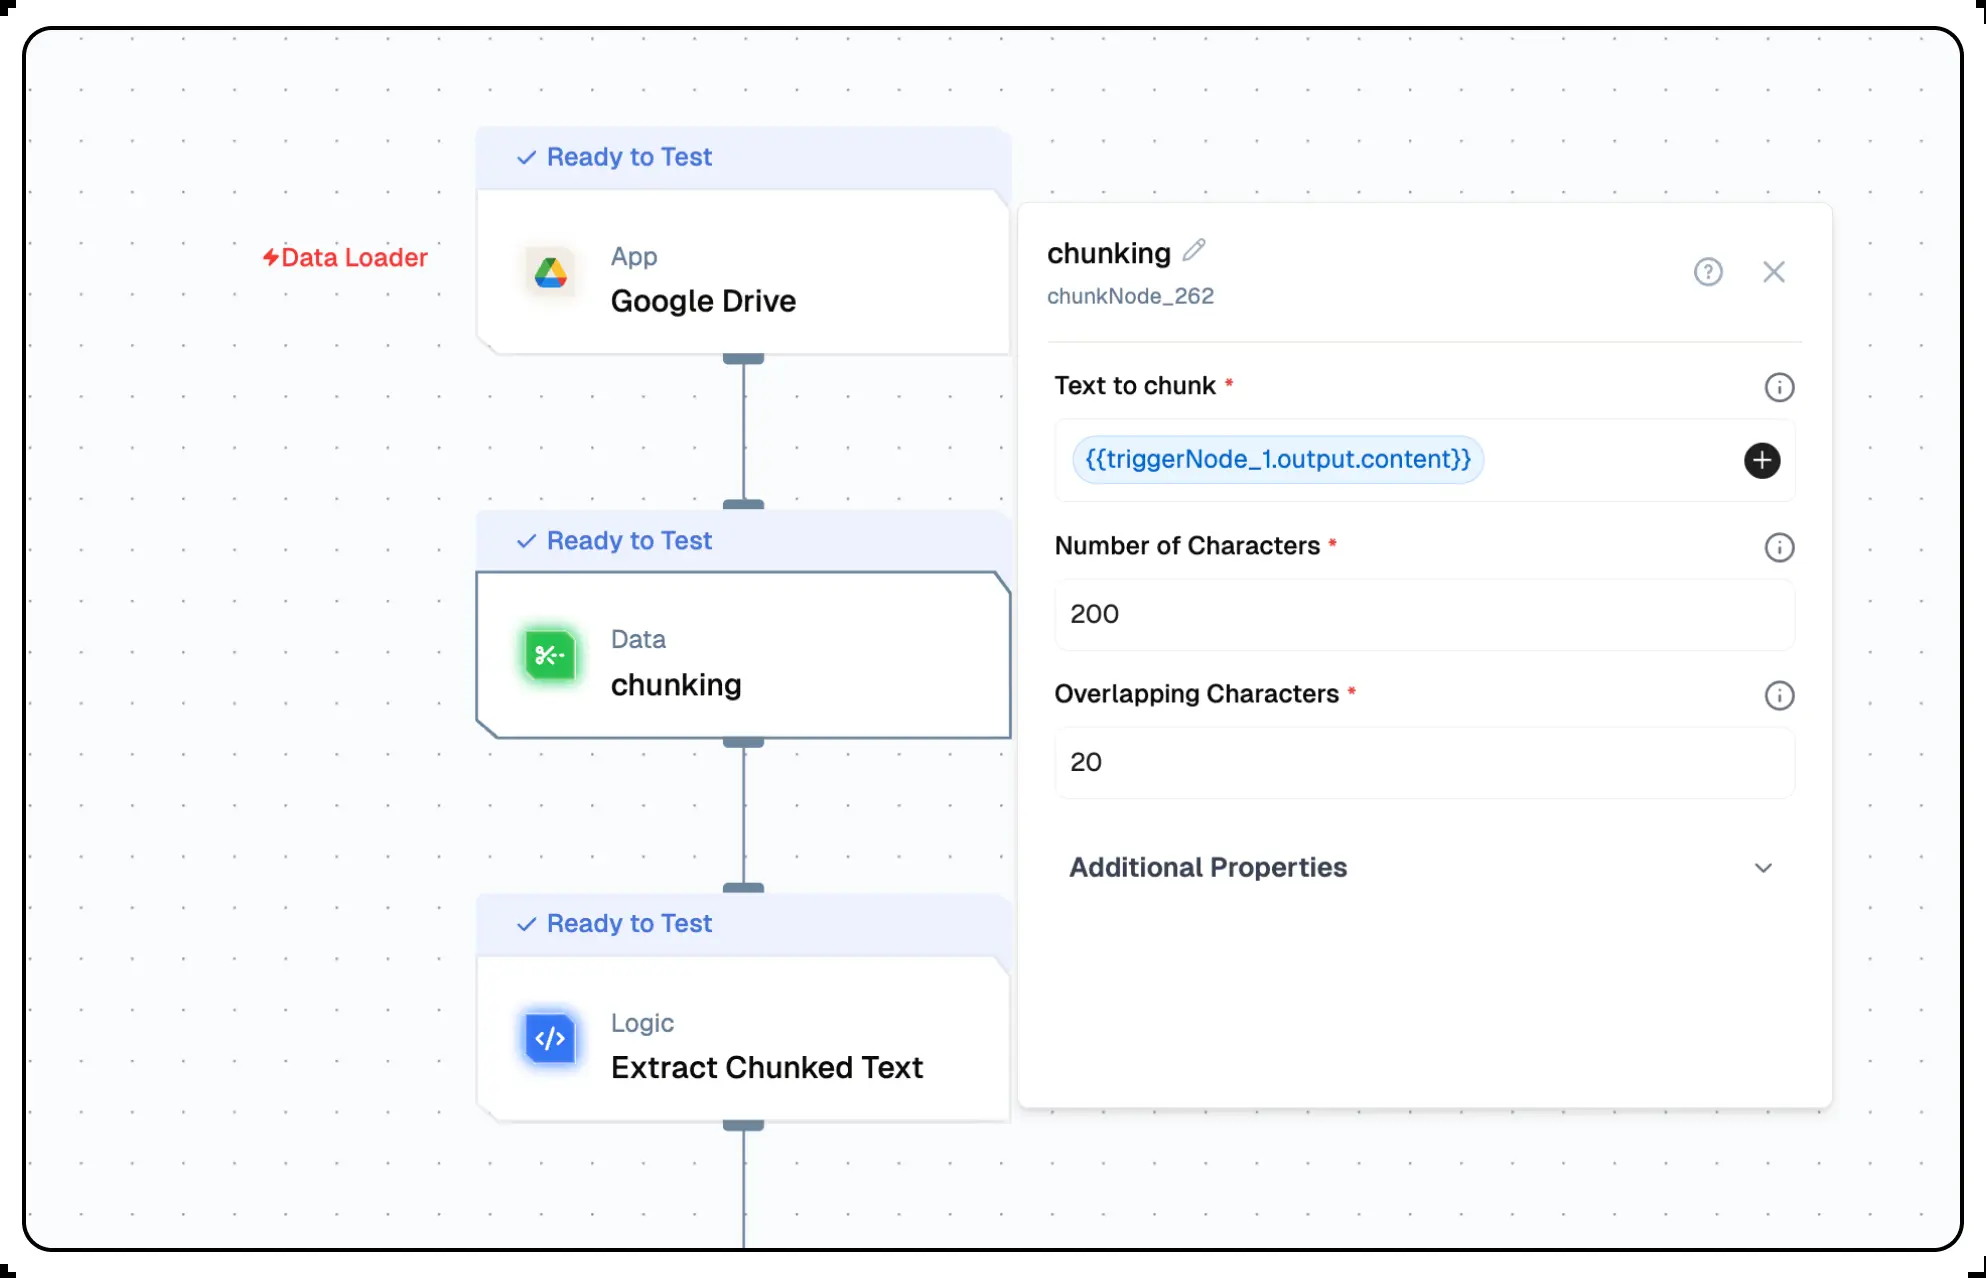 Data Loader
Ready to Test
App
Google Drive
Ready to Test
Data
chunking
Ready to Test
Logic
Extract Chunked Text
chunking
chunkNode_262
Text to chunk *
{{triggerNode_1.output.content}}
Number of Characters *
200
Overlapping Characters *
20
Additional Properties